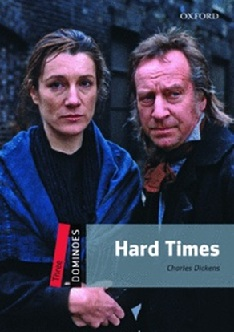 OXFORD
Three
DOMINOES
Hard Times
Charles Dickens